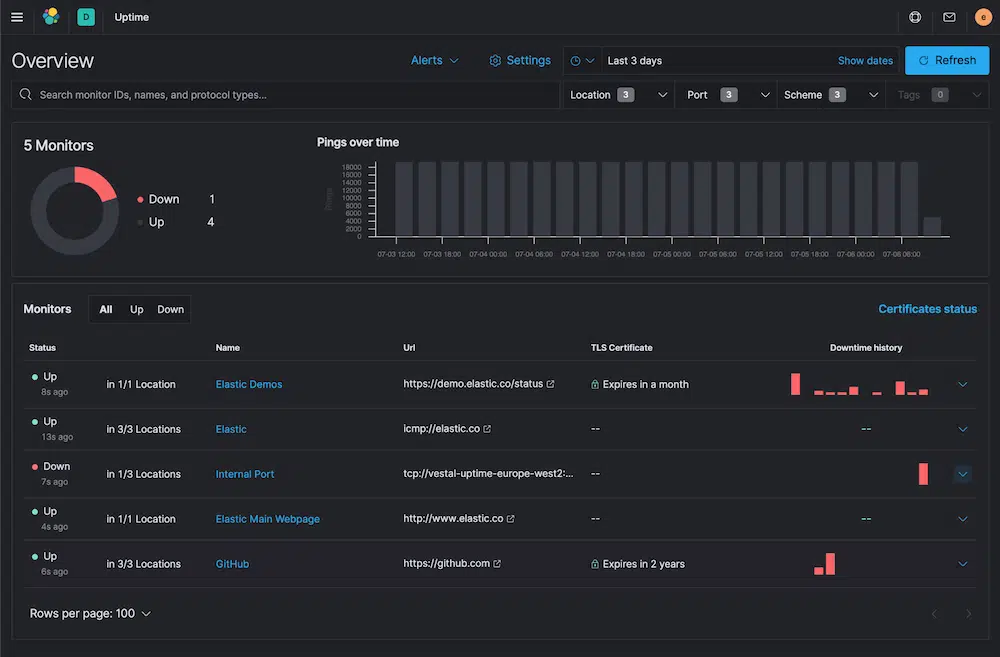 D Uptime e
Overview Alerts Settings Last 3 days Show dates Refresh
Search monitor IDs, names, and protocol types... Location 3 Port 3 Scheme 3 Tags 0
5 Monitors
Down 1
Up 4
Pings over time
18000
16000
14000
12000
10000
8000
6000
4000
2000
0
Pings
07-03 12:00 07-03 18:00 07-04 00:00 07-04 06:00 07-04 12:00 07-04 18:00 07-05 00:00 07-05 06:00 07-05 12:00 07-05 18:00 07-06 00:00 07-06 06:00
Monitors All Up Down Certificates status
Status Name Url TLS Certificate Downtime history
Up
8s ago
in 1/1 Location Elastic Demos https://demo.elastic.co/status Expires in a month
Up
13s ago
in 3/3 Locations Elastic icmp://elastic.co -- --
Down
7s ago
in 1/3 Locations Internal Port tcp://vestal-uptime-europe-west2:... --
Up
4s ago
in 1/1 Location Elastic Main Webpage http://www.elastic.co -- --
Up
6s ago
in 3/3 Locations GitHub https://github.com Expires in 2 years
Rows per page: 100